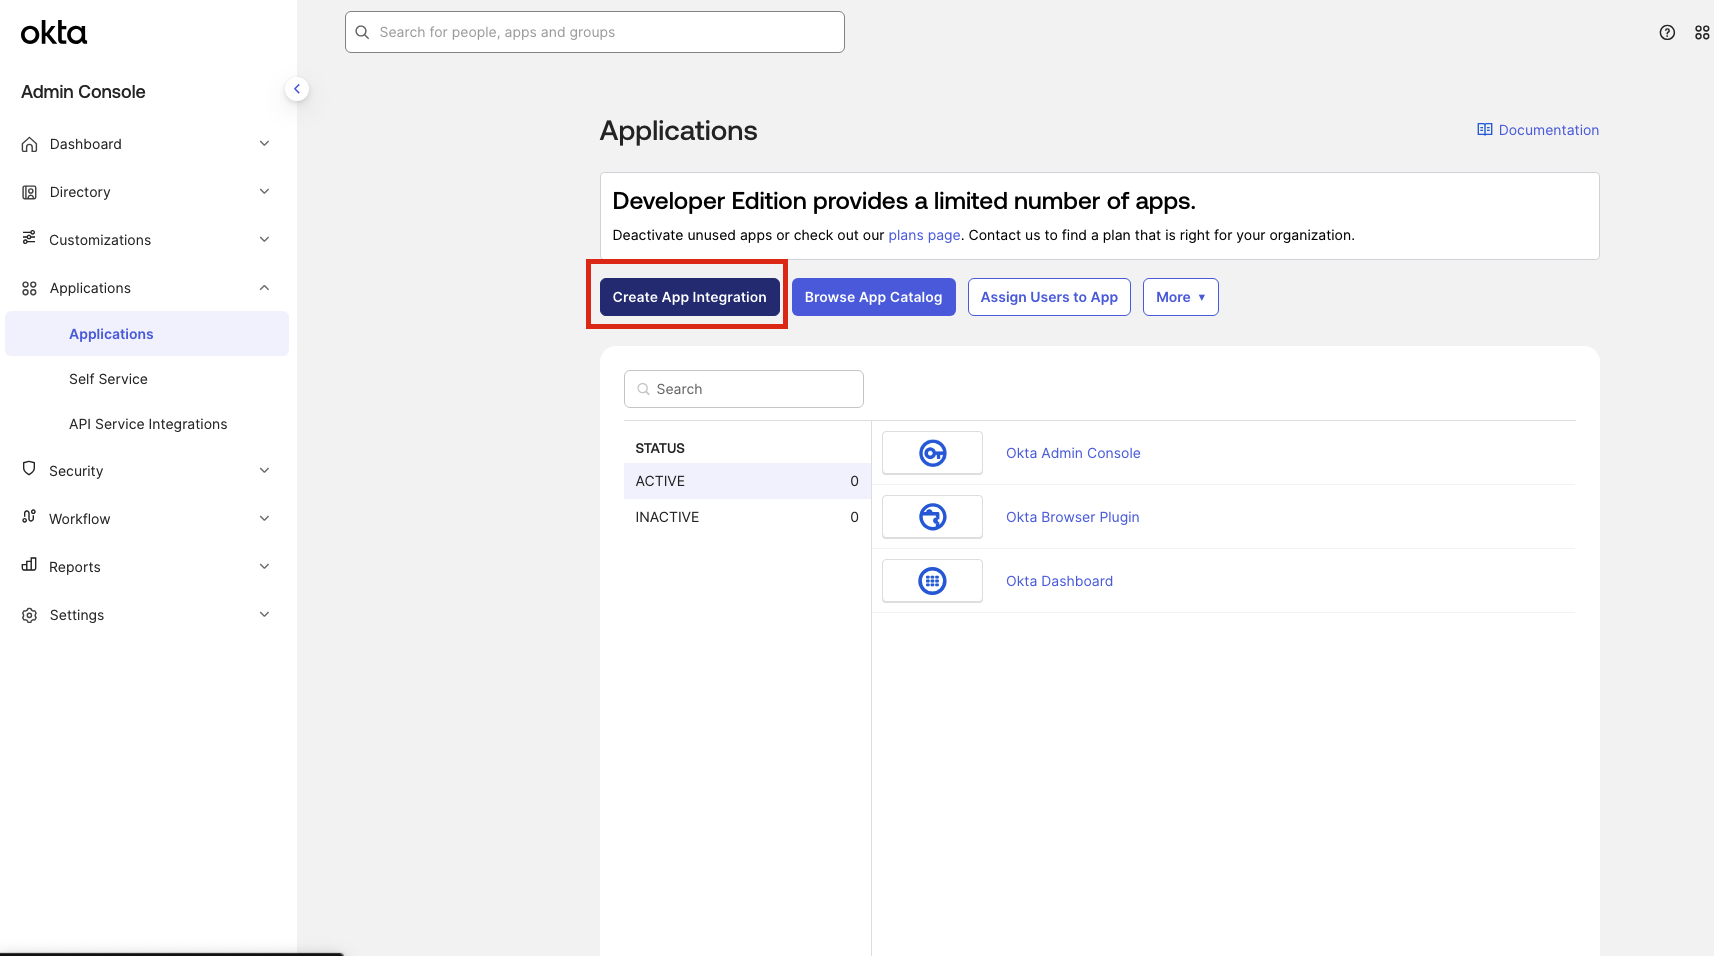 okta
Search for people, apps and groups
Admin Console
Dashboard
Directory
Customizations
Applications
Applications
Self Service
API Service Integrations
Security
Workflow
Reports
Settings
Applications
Documentation
Developer Edition provides a limited number of apps.
Deactivate unused apps or check out our plans page. Contact us to find a plan that is right for your organization.
Create App Integration
Browse App Catalog
Assign Users to App
More
Search
STATUS
ACTIVE 0
INACTIVE 0
Okta Admin Console
Okta Browser Plugin
Okta Dashboard